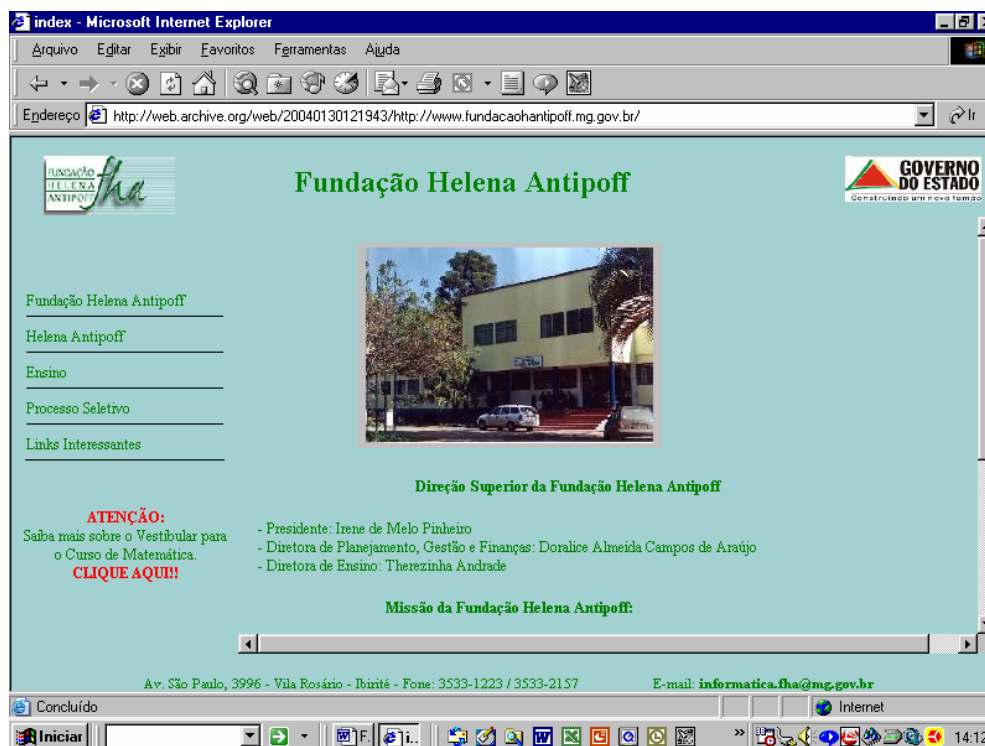 index - Microsoft Internet Explorer
Arquivo Editar Exibir Favoritos Ferramentas Ajuda
Endereço http://web.archive.org/web/20040130121943/http://www.fundacaohantipoff.mg.gov.br/ Ir
FUNDAÇÃO
HELENA
ANTIPOFF
fha
Fundação Helena Antipoff
GOVERNO
DO ESTADO
Construindo um novo tempo
Fundação Helena Antipoff
Helena Antipoff
Ensino
Processo Seletivo
Links Interessantes
ATENÇÃO:
Saiba mais sobre o Vestibular para
o Curso de Matemática.
CLIQUE AQUI!!
Direção Superior da Fundação Helena Antipoff
- Presidente: Irene de Melo Pinheiro
- Diretora de Planejamento, Gestão e Finanças: Doralice Almeida Campos de Araújo
- Diretora de Ensino: Therezinha Andrade
Missão da Fundação Helena Antipoff:
Av. São Paulo, 3996 - Vila Rosário - Ibirité - Fone: 3533-1223 / 3533-2157 E-mail: informatica.fha@mg.gov.br
Concluído Internet
Iniciar F. i.. » 14:12